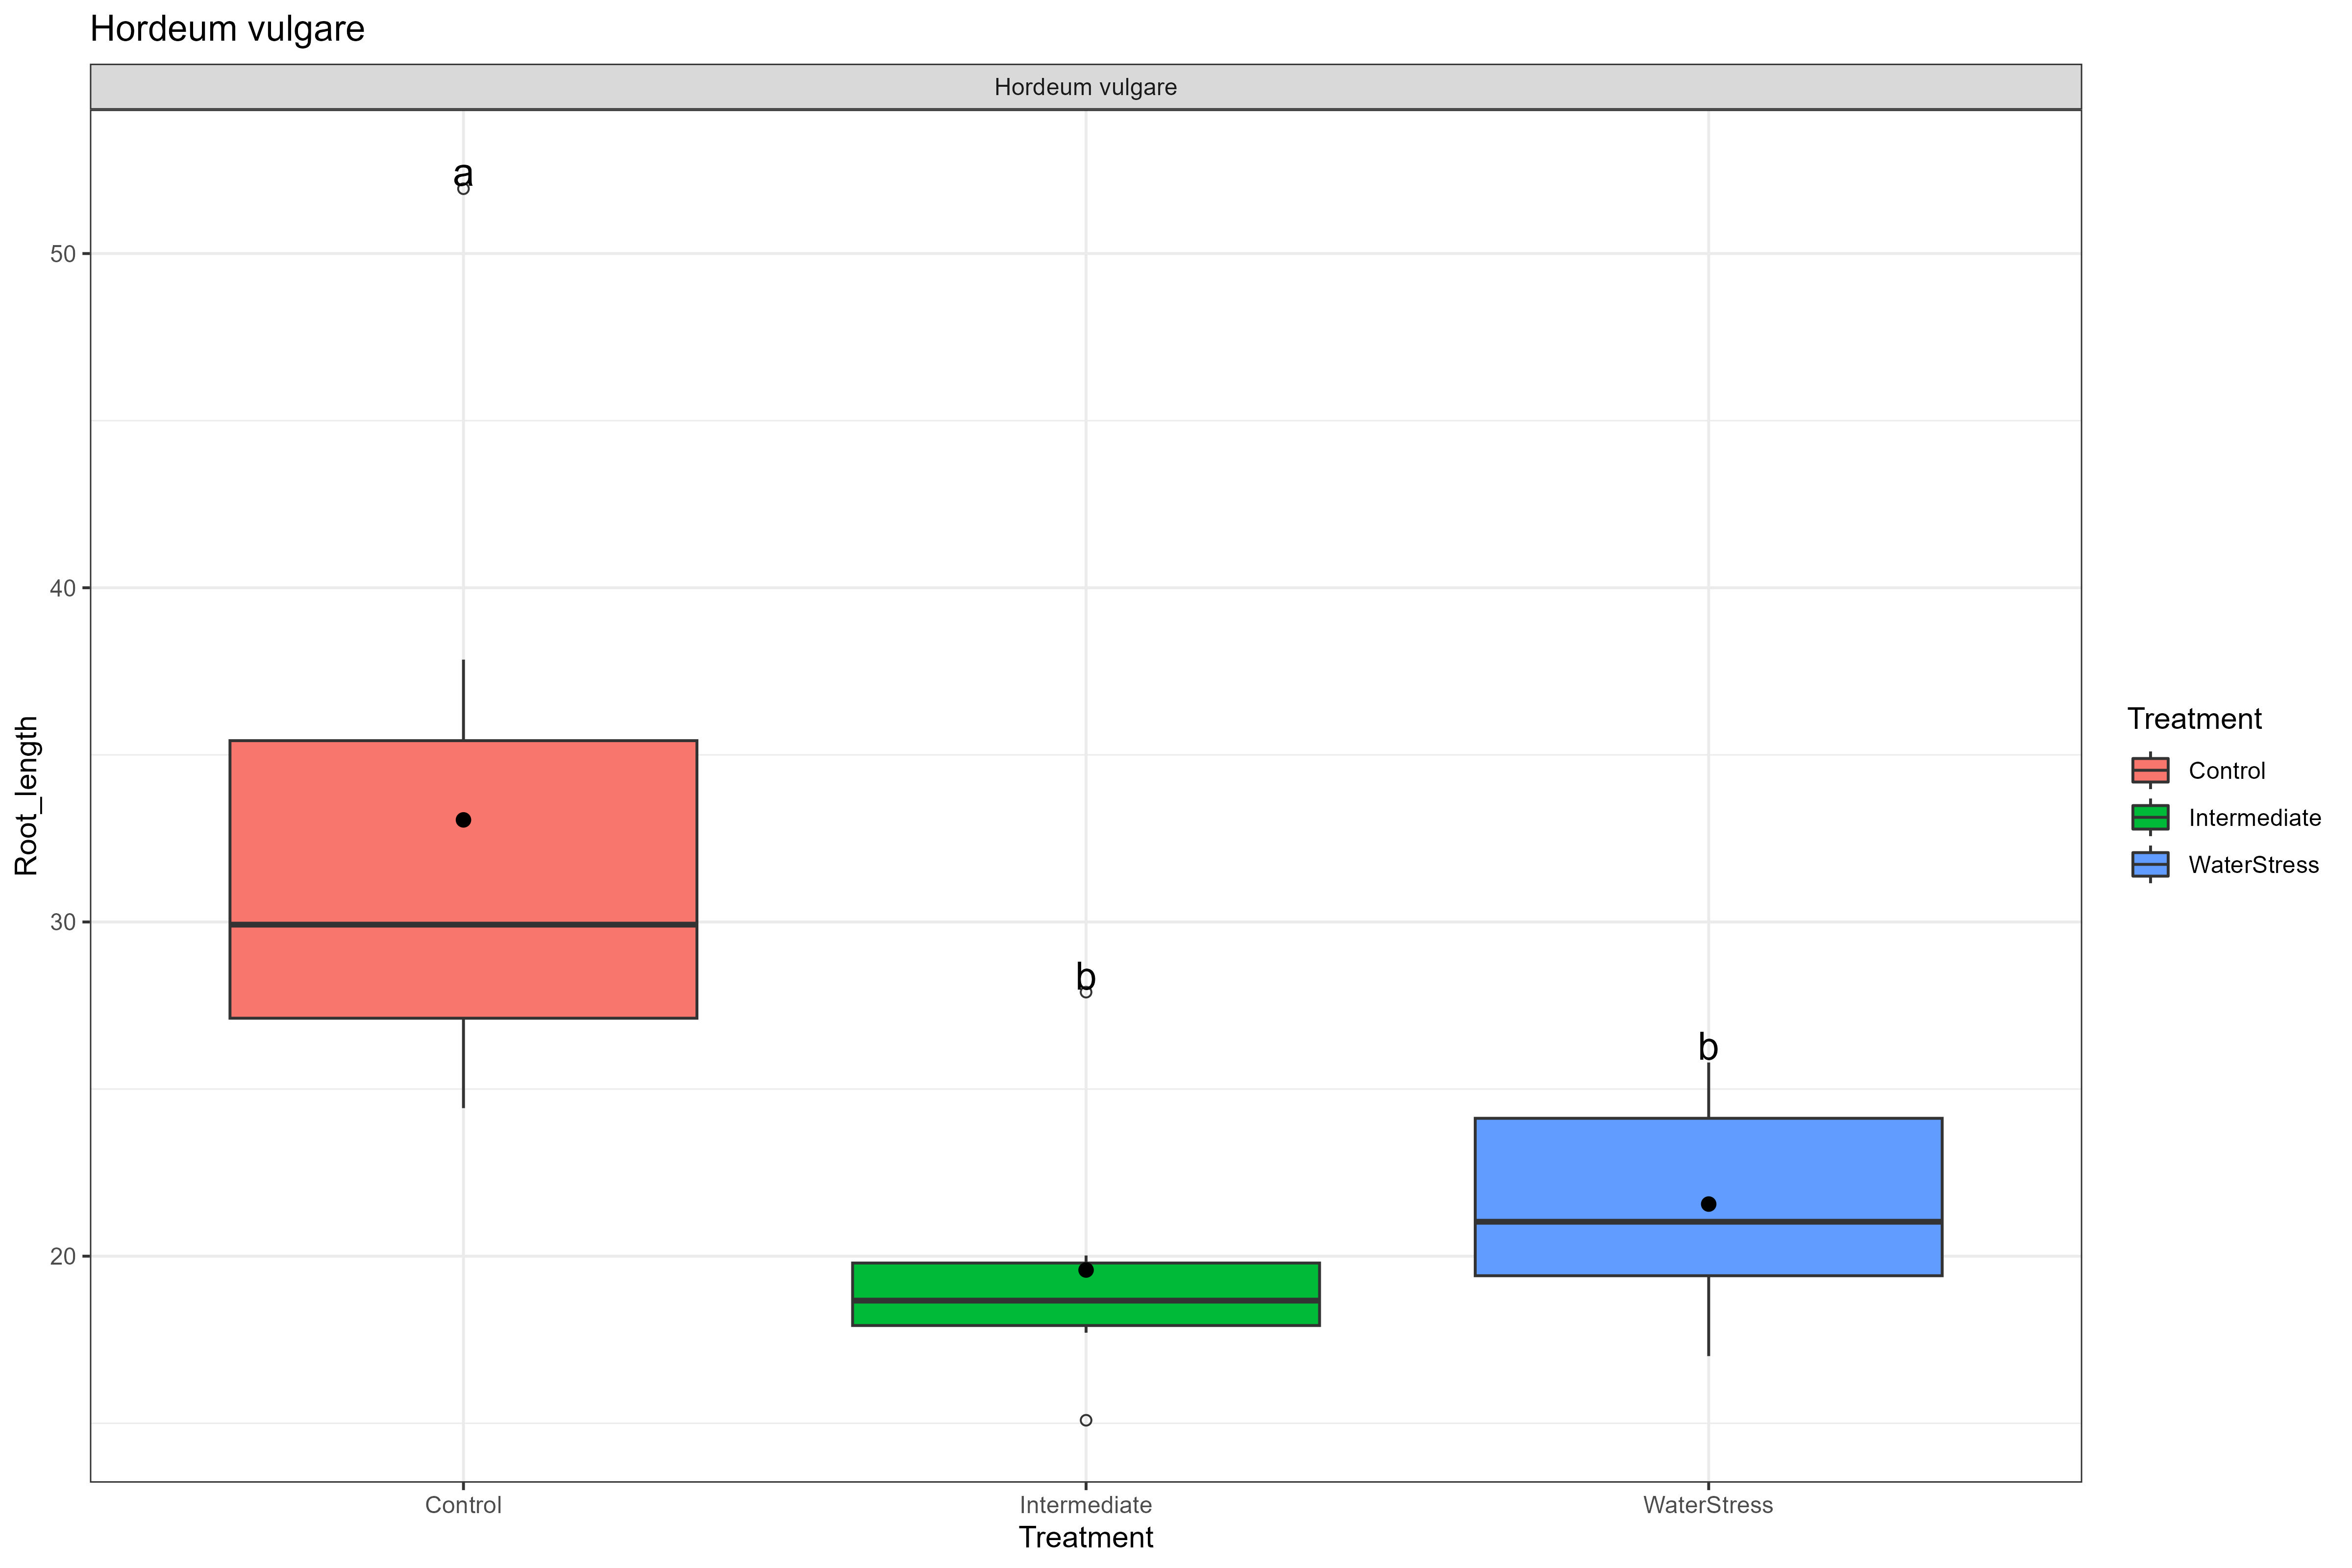 Hordeum vulgare
Hordeum vulgare
a
50
40
Root_length
30
b
b
20
Control
Intermediate
WaterStress
Treatment
Treatment
Control
Intermediate
WaterStress